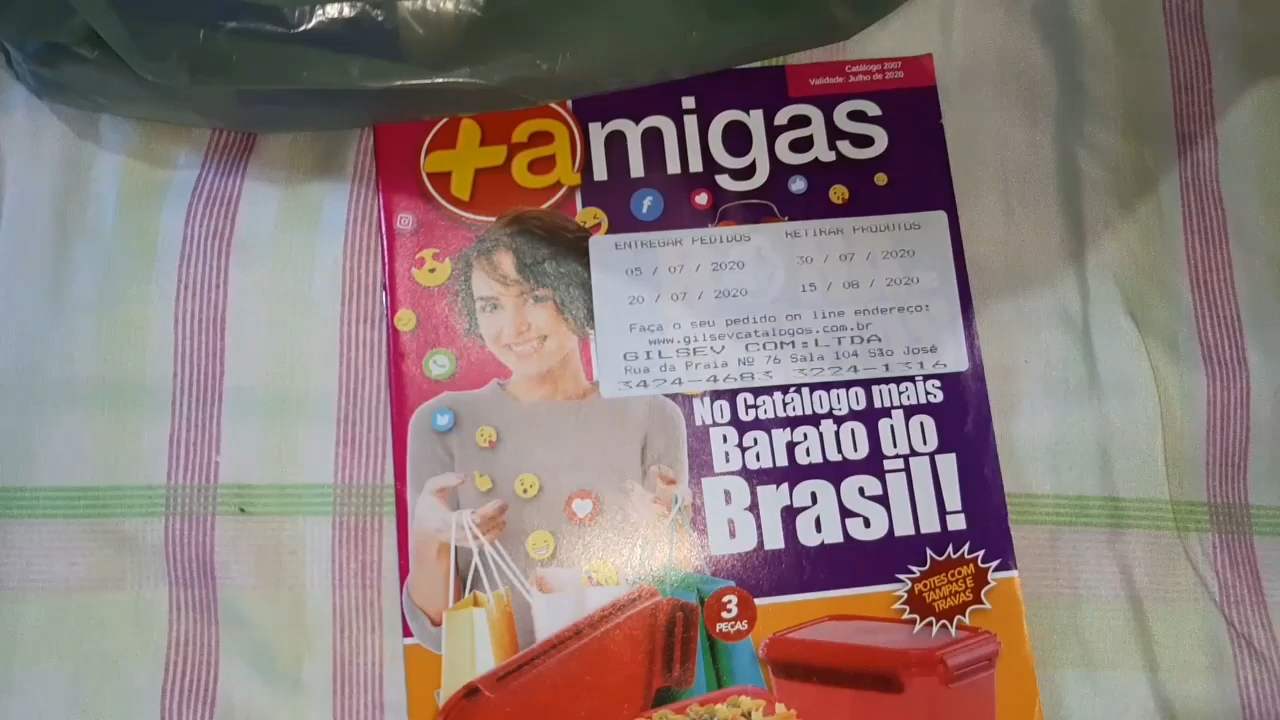 Catálogo 2007
Validade: Julho de 2020
+amigas
ENTREGAR PEDIDOS RETIRAR PRODUTOS
05 / 07 / 2020 30 / 07 / 2020
20 / 07 / 2020 15 / 08 / 2020
Faça o seu pedido on line endereço:
www.gilsevcatalogos.com.br
GILSEV COM:LTDA
Rua da Praia Nº 76 Sala 104 São José
3424-4683 3224-1316
No Catálogo mais
Barato do
Brasil!
POTES COM
TAMPAS E
TRAVAS
3
PEÇAS